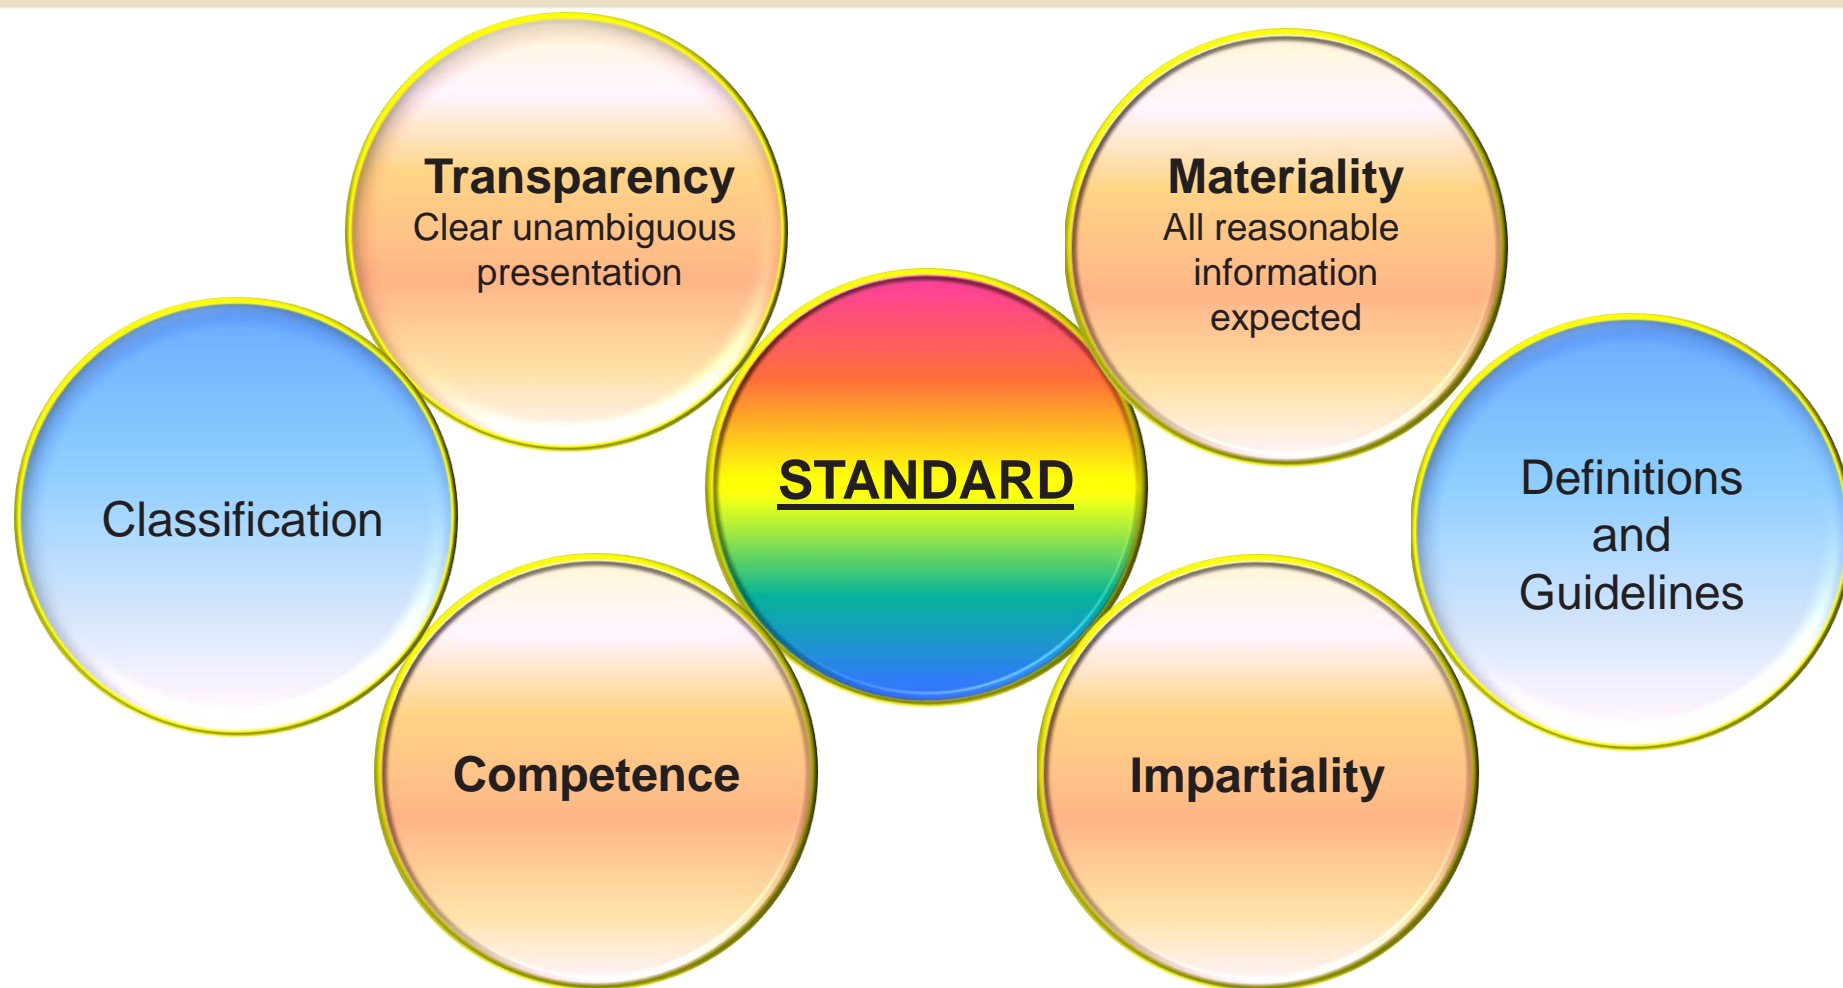 Transparency
Clear unambiguous
presentation
Materiality
All reasonable
information
expected
Classification
STANDARD
Definitions
and
Guidelines
Competence
Impartiality